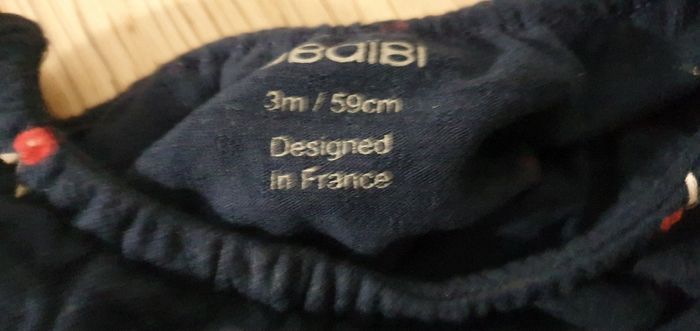 3m / 59cm
Designed
in France